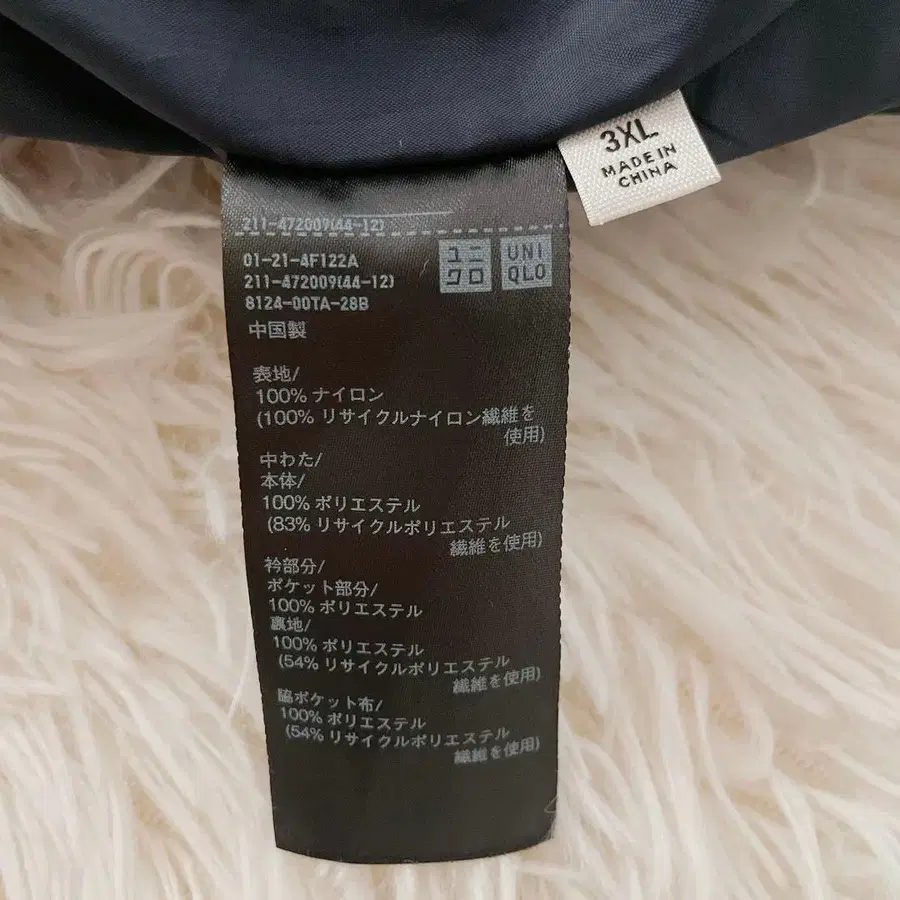 3XL
MADE IN
CHINA
211-472009(44-12)
ユニ
クロ
UNI
QLO
01-21-4F122A
211-472009(44-12)
8124-00TA-28B
中国製
表地/
100% ナイロン
(100% リサイクルナイロン繊維を
使用)
中わた/
本体/
100% ポリエステル
(83% リサイクルポリエステル
繊維を使用)
衿部分/
ポケット部分/
100% ポリエステル
裏地/
100% ポリエステル
(54% リサイクルポリエステル
繊維を使用)
脇ポケット布/
100% ポリエステル
(54% リサイクルポリエステル
繊維を使用)